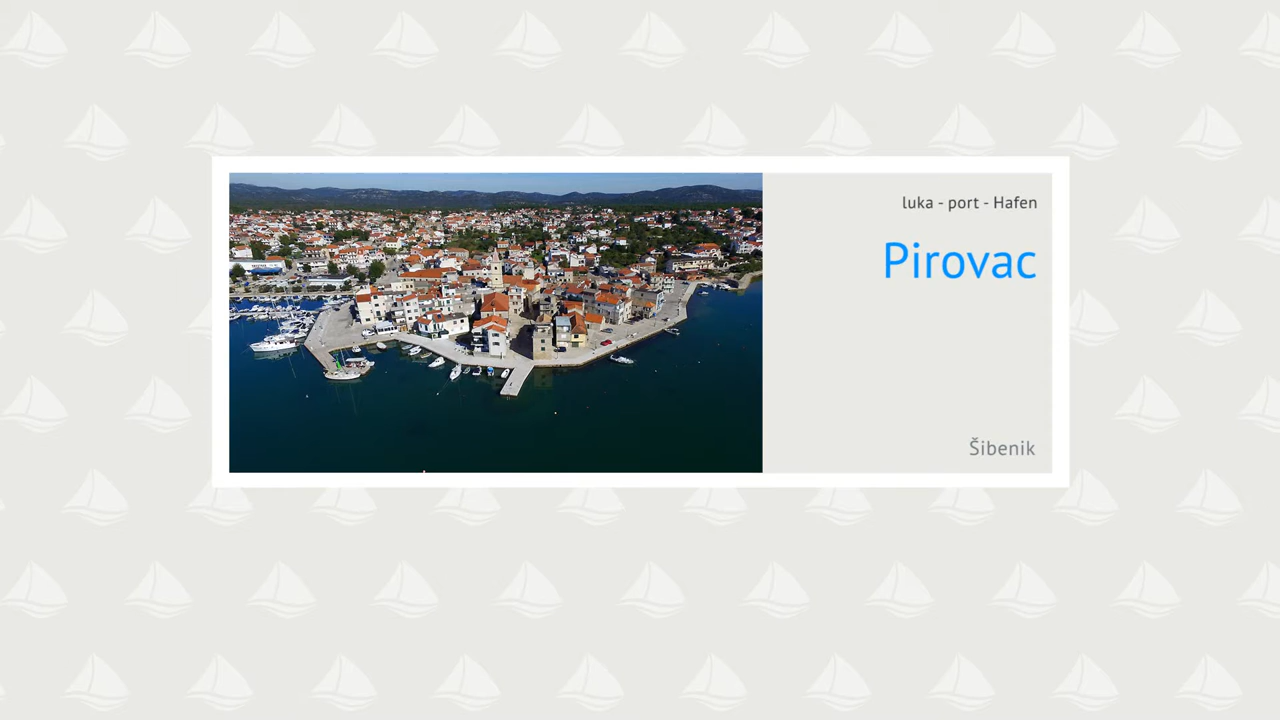 luka - port - Hafen
Pirovac
Šibenik